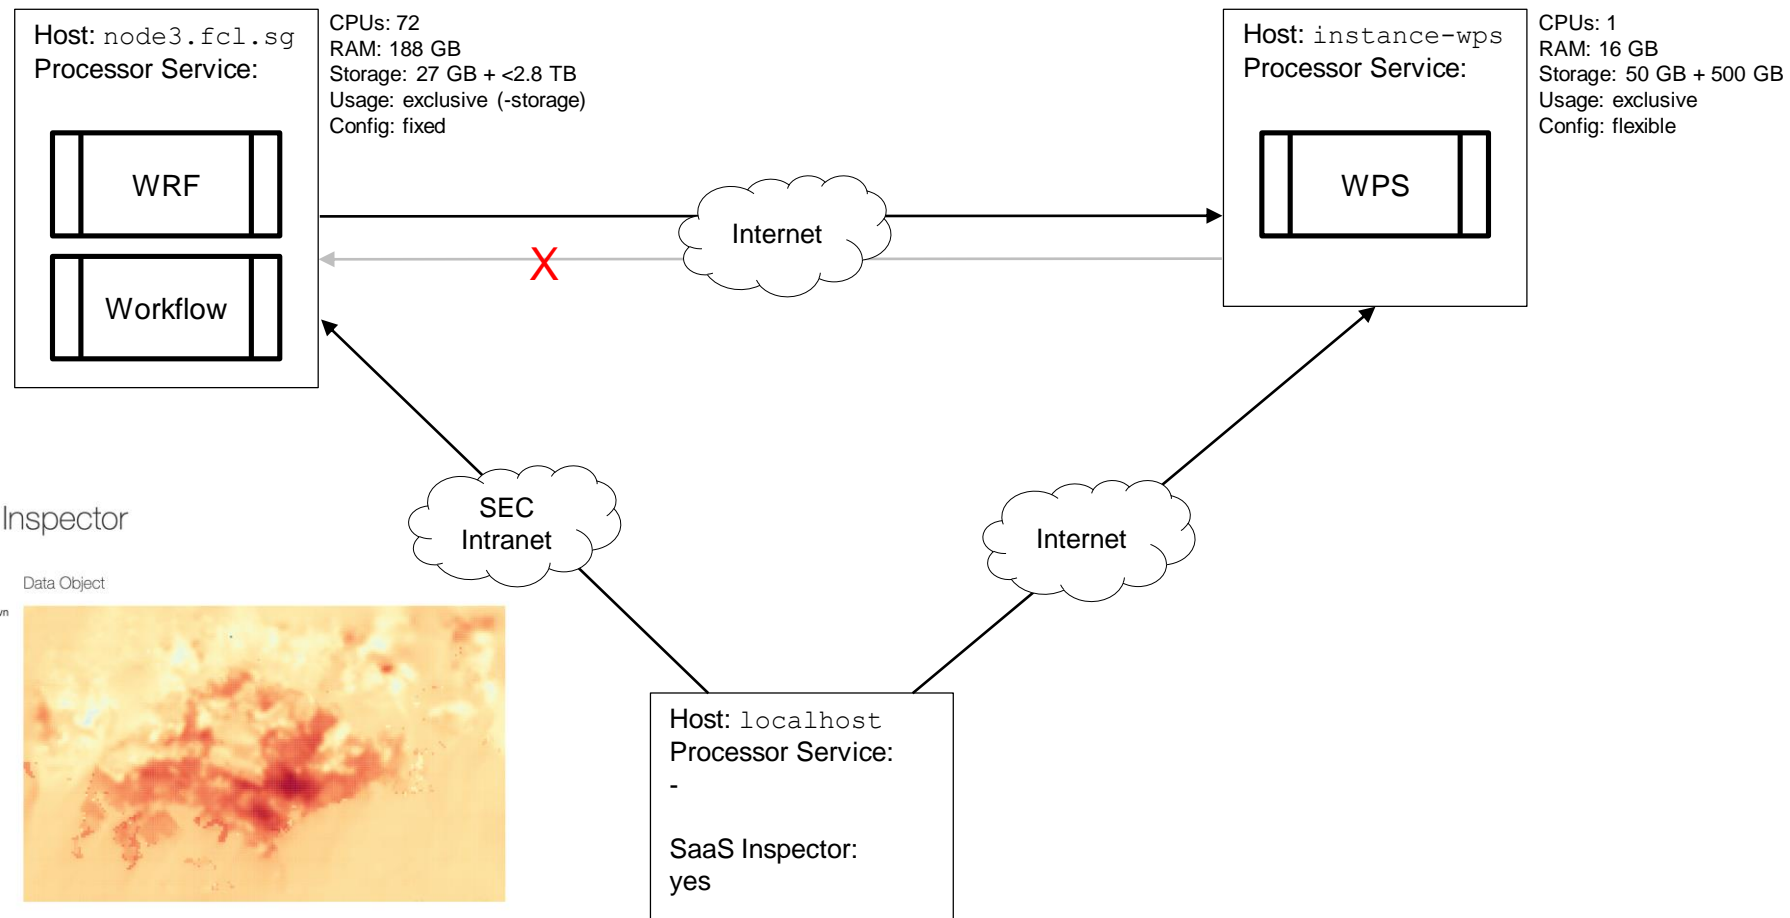 Host: node3.fcl.sg
Processor Service:
WRF
Workflow
CPUs: 72
RAM: 188 GB
Storage: 27 GB + <2.8 TB
Usage: exclusive (-storage)
Config: fixed
Internet
X
Host: instance-wps
Processor Service:
WPS
CPUs: 1
RAM: 16 GB
Storage: 50 GB + 500 GB
Usage: exclusive
Config: flexible
SEC
Intranet
Internet
Inspector
Data Object
Host: localhost
Processor Service:
-
SaaS Inspector:
yes